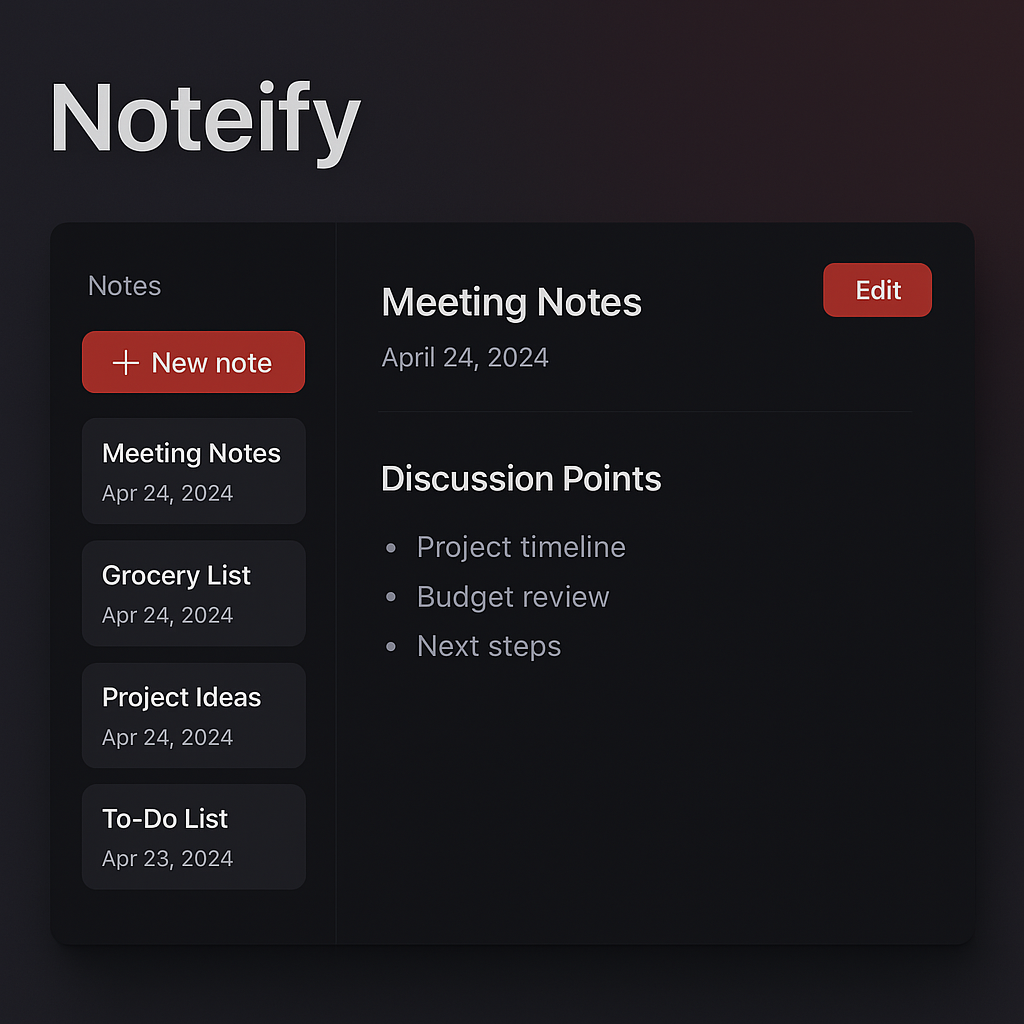 Noteify
Notes
+ New note
Meeting Notes
Apr 24, 2024
Grocery List
Apr 24, 2024
Project Ideas
Apr 24, 2024
To-Do List
Apr 23, 2024
Meeting Notes
Edit
April 24, 2024
Discussion Points
• Project timeline
• Budget review
• Next steps